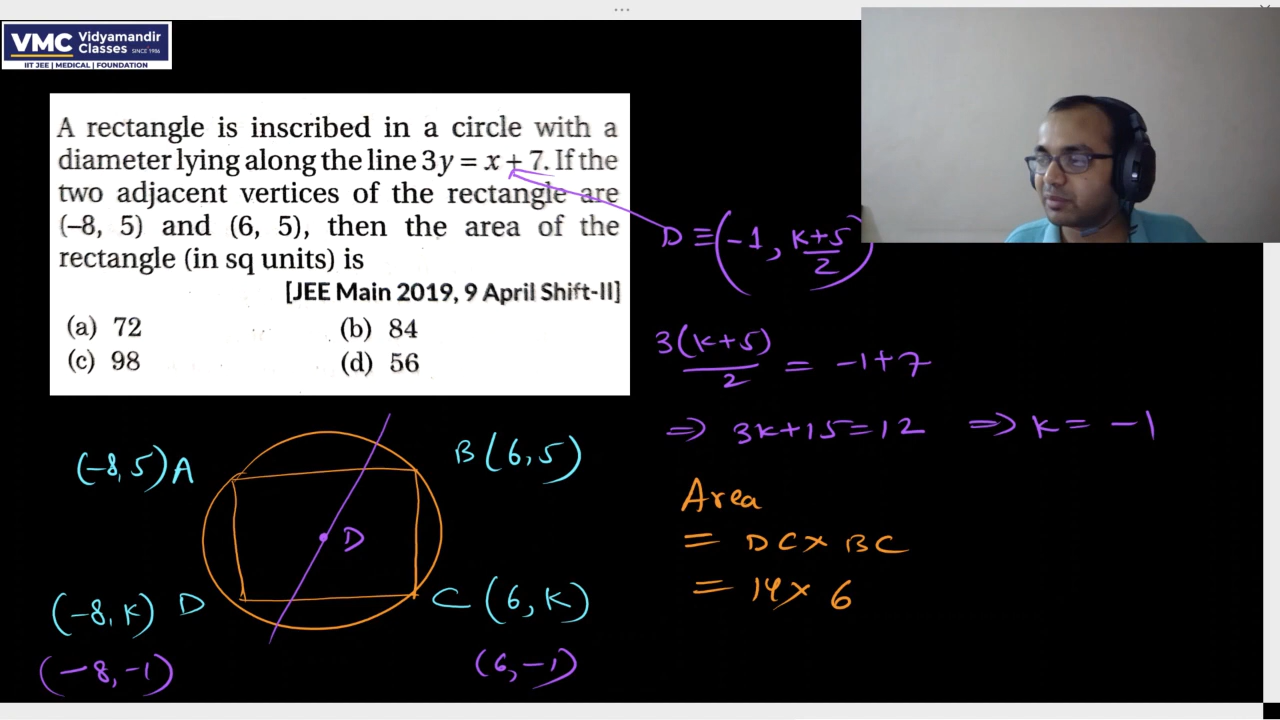 VMC Vidyamandir Classes
SINCE 1986
IIT JEE | MEDICAL | FOUNDATION
A rectangle is inscribed in a circle with a
diameter lying along the line 3y = x + 7. If the
two adjacent vertices of the rectangle are
(–8, 5) and (6, 5), then the area of the
rectangle (in sq units) is
[JEE Main 2019, 9 April Shift-II]
(a) 72 (b) 84
(c) 98 (d) 56
D ≡ (-1, k+5/2)
3(k+5)/2 = -1+7
⇒ 3k+15=12 ⇒ k = -1
Area
= DC × BC
= 14 × 6
(-8,5) A
B (6,5)
D
(-8,k) D
C (6,k)
(-8,-1)
(6,-1)